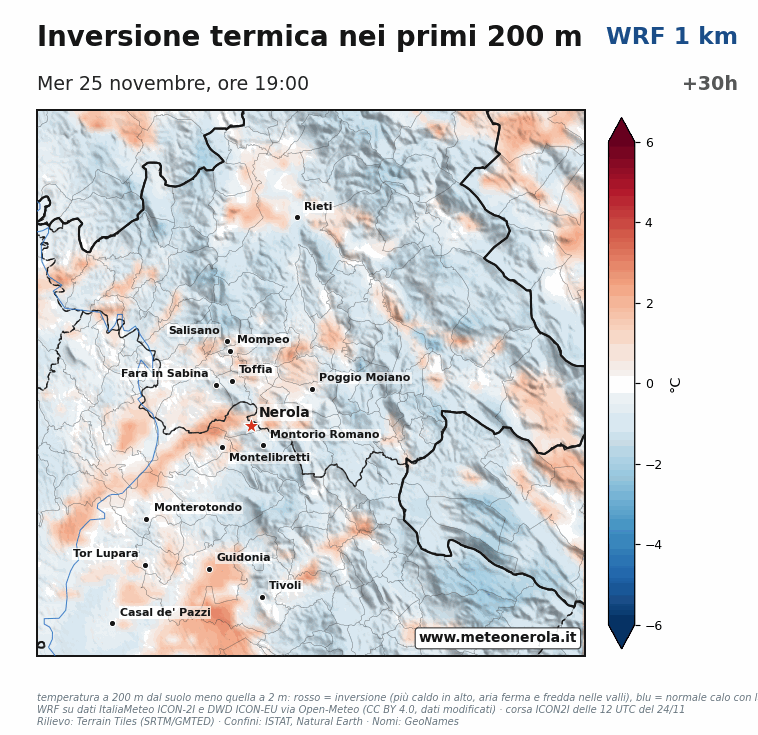 Inversione termica nei primi 200 m
WRF 1 km
Mer 25 novembre, ore 19:00
+30h
Rieti
Salisano
Mompeo
Fara in Sabina
Toffia
Poggio Moiano
Nerola
Montorio Romano
Montelibretti
Monterotondo
Tor Lupara
Guidonia
Tivoli
Casal de' Pazzi
www.meteonerola.it
6
4
2
0
−2
−4
−6
°C
temperatura a 200 m dal suolo meno quella a 2 m: rosso = inversione (più caldo in alto, aria ferma e fredda nelle valli), blu = normale calo con l
WRF su dati ItaliaMeteo ICON-2I e DWD ICON-EU via Open-Meteo (CC BY 4.0, dati modificati) · corsa ICON2I delle 12 UTC del 24/11
Rilievo: Terrain Tiles (SRTM/GMTED) · Confini: ISTAT, Natural Earth · Nomi: GeoNames